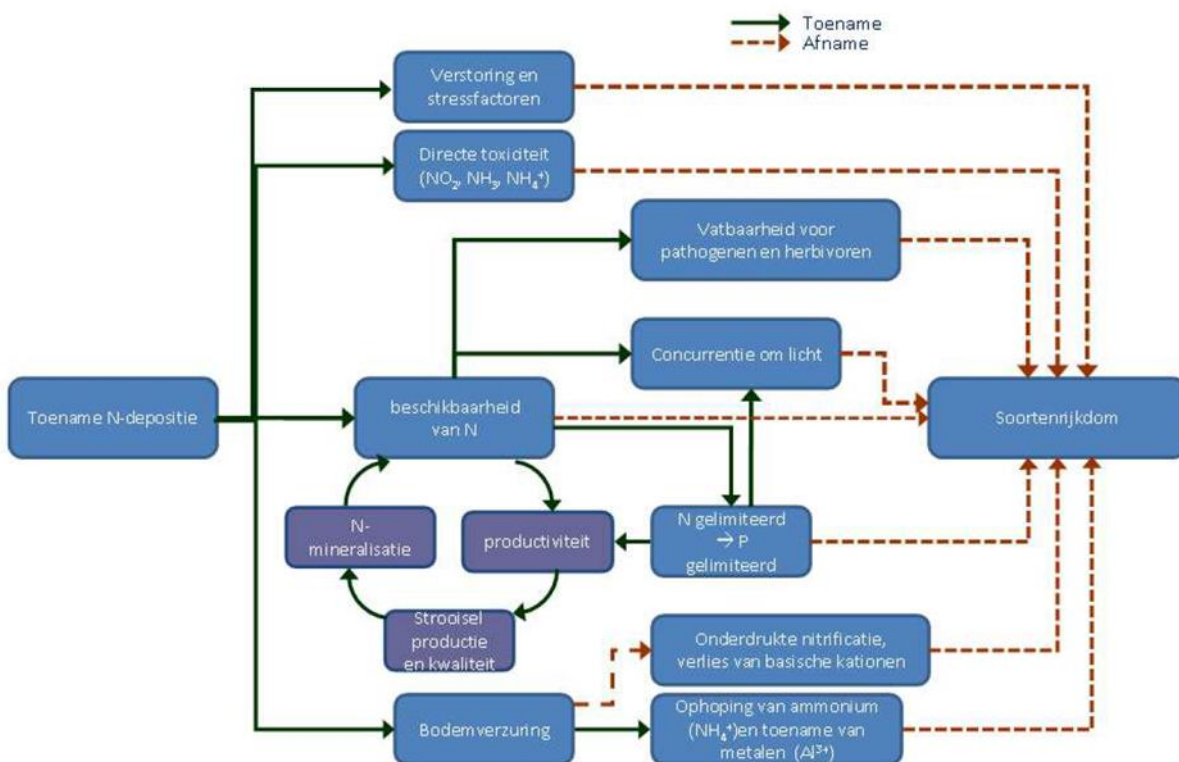 Toename
Afname
Verstoring en
stressfactoren
Directe toxiciteit
(NO₂, NH₃, NH₄⁺)
Vatbaarheid voor
pathogenen en herbivoren
Concurrentie om licht
Toename N-depositie
beschikbaarheid
van N
Soortenrijkdom
N-
mineralisatie
productiviteit
N gelimiteerd
→ P
gelimiteerd
Strooisel
productie
en kwaliteit
Onderdrukte nitrificatie,
verlies van basische kationen
Bodemverzuring
Ophoping van ammonium
(NH₄⁺)en toename van
metalen (Al³⁺)